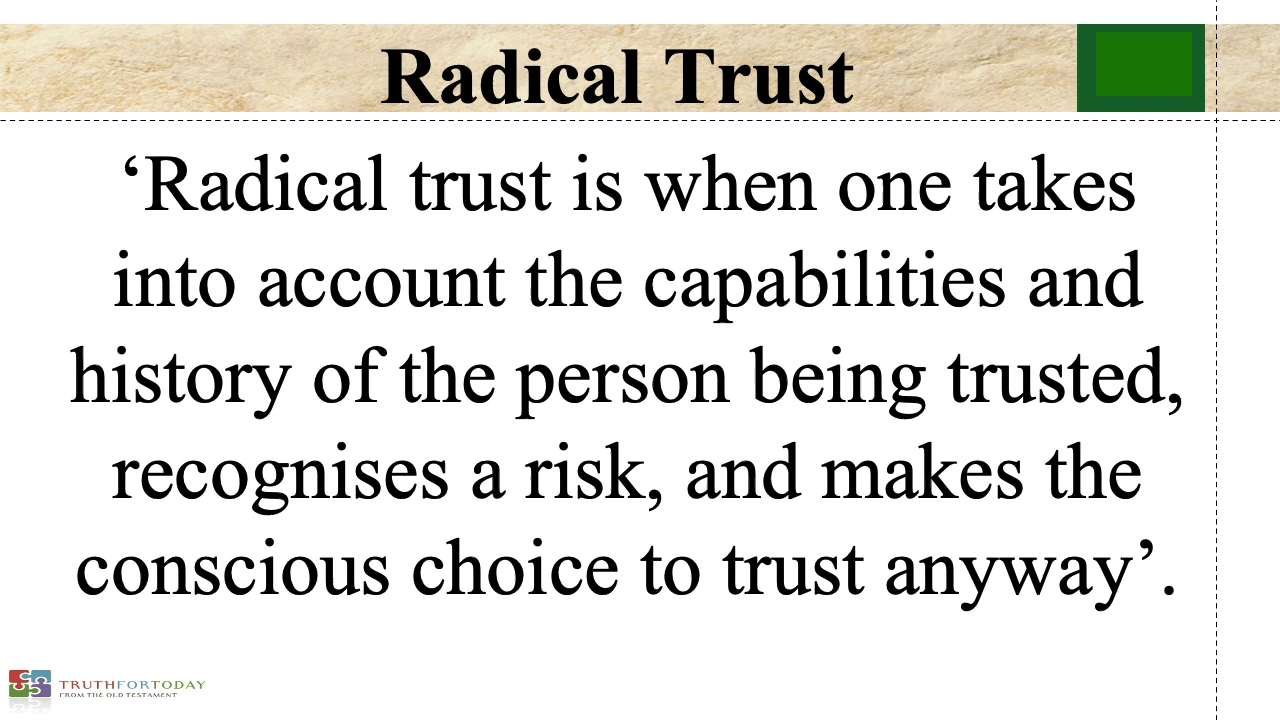 Radical Trust
‘Radical trust is when one takes
into account the capabilities and
history of the person being trusted,
recognises a risk, and makes the
conscious choice to trust anyway’.
TRUTHFORTODAY
FROM THE OLD TESTAMENT